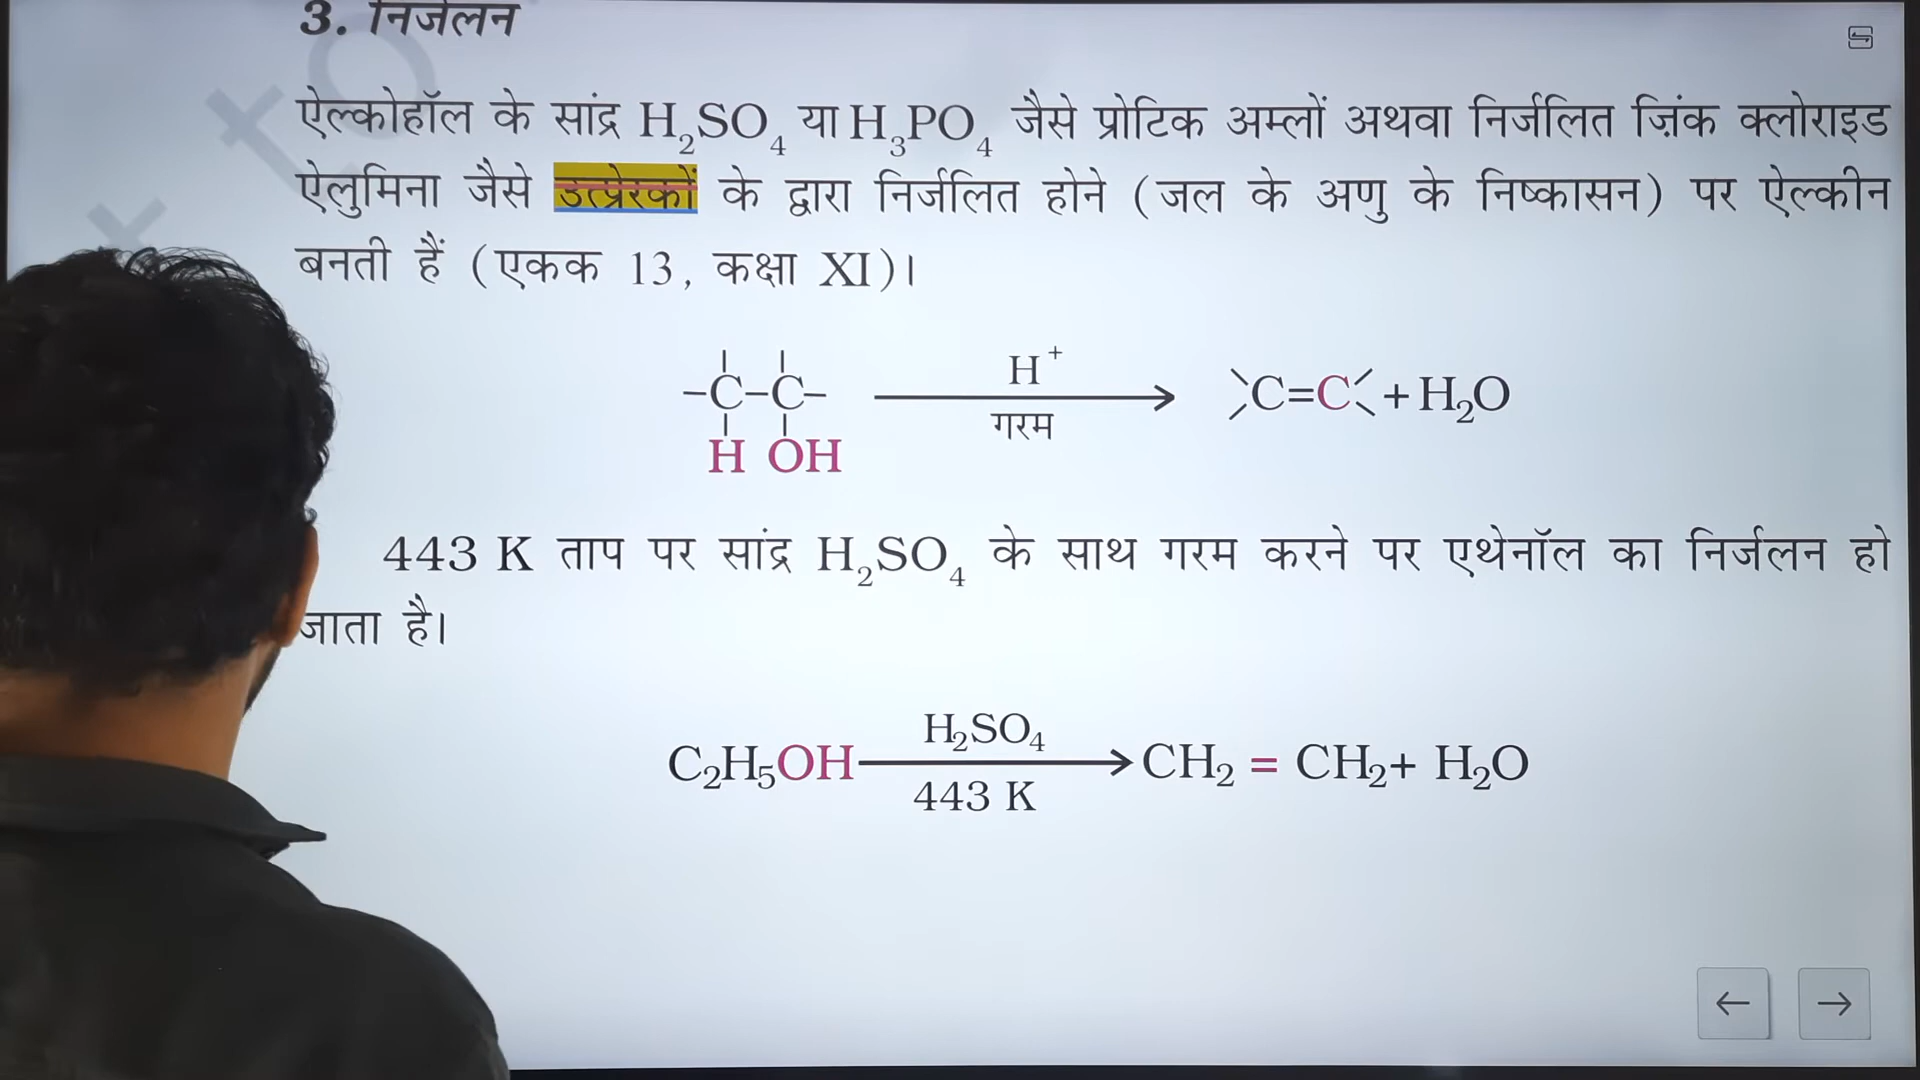 3. निर्जलन
ऐल्कोहॉल के सांद्र H₂SO₄ या H₃PO₄ जैसे प्रोटिक अम्लों अथवा निर्जलित ज़िंक क्लोराइड
ऐलुमिना जैसे उत्प्रेरकों के द्वारा निर्जलित होने (जल के अणु के निष्कासन) पर ऐल्कीन
बनती हैं (एकक 13, कक्षा XI)।
–C–C– H⁺ गरम C=C + H₂O
H OH
443 K ताप पर सांद्र H₂SO₄ के साथ गरम करने पर एथेनॉल का निर्जलन हो
जाता है।
H₂SO₄
C₂H₅OH → CH₂ = CH₂ + H₂O
443 K